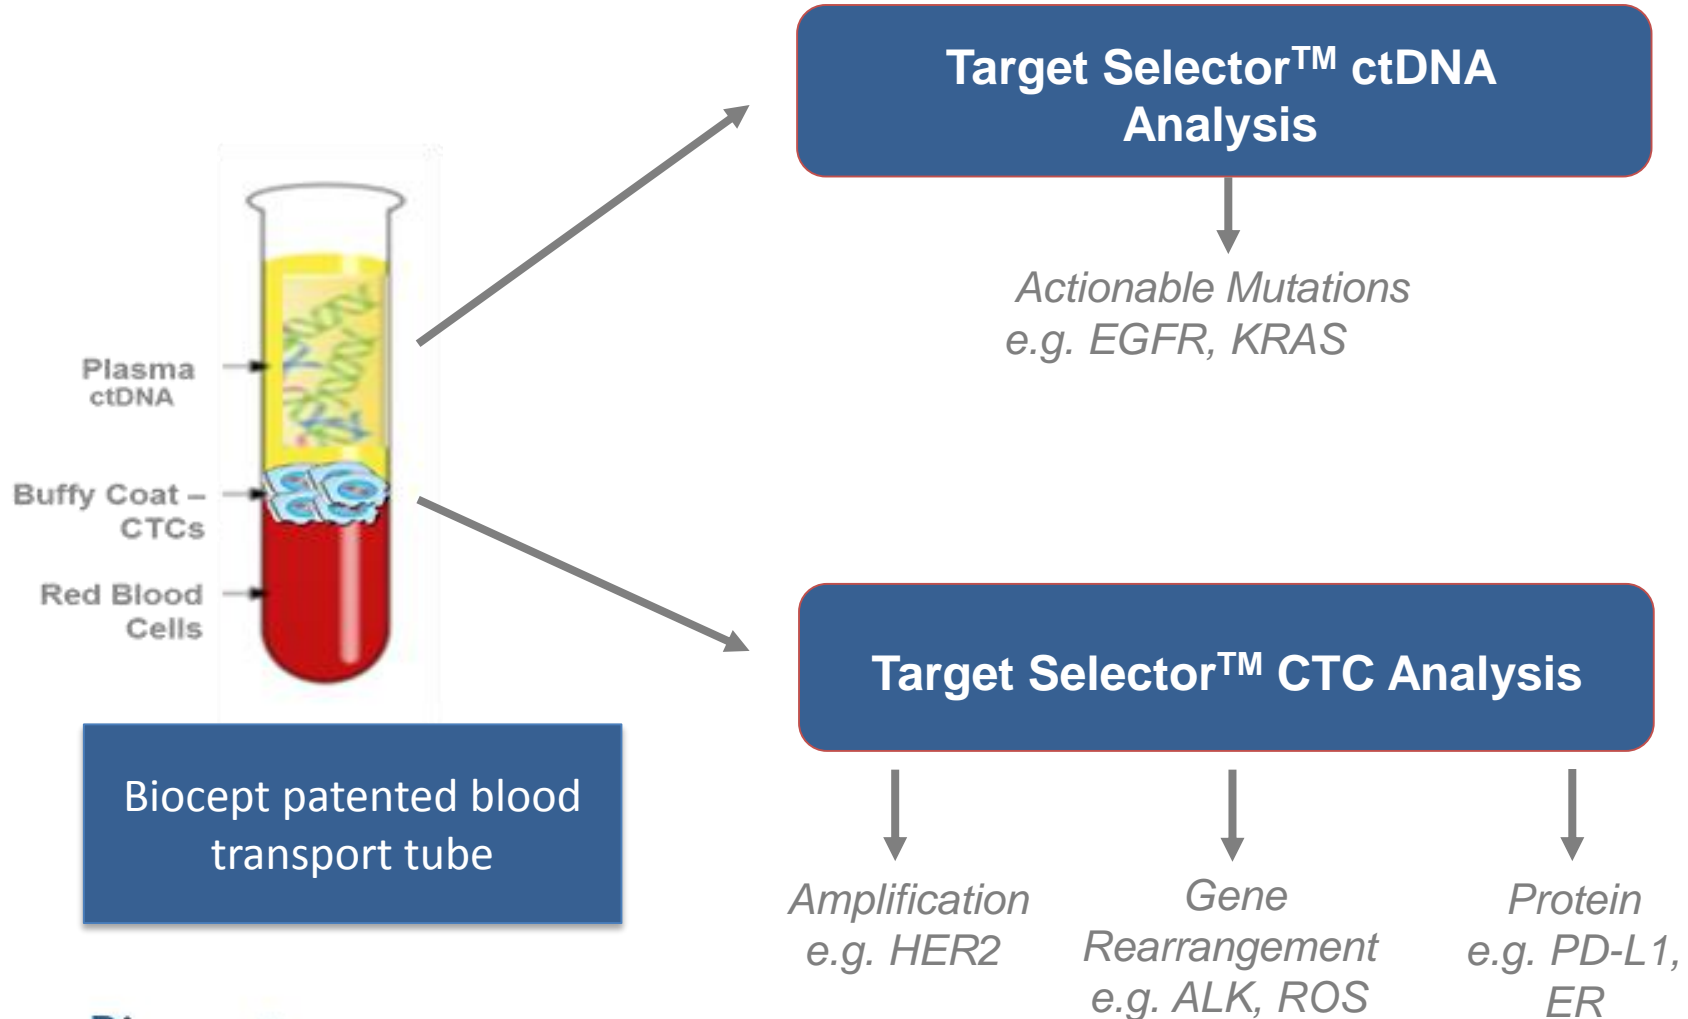 Target Selector™ ctDNA
Analysis
Actionable Mutations
e.g. EGFR, KRAS
Plasma
ctDNA
Buffy Coat –
CTCs
Red Blood
Cells
Biocept patented blood
transport tube
Target Selector™ CTC Analysis
Amplification
e.g. HER2
Gene
Rearrangement
e.g. ALK, ROS
Protein
e.g. PD-L1,
ER